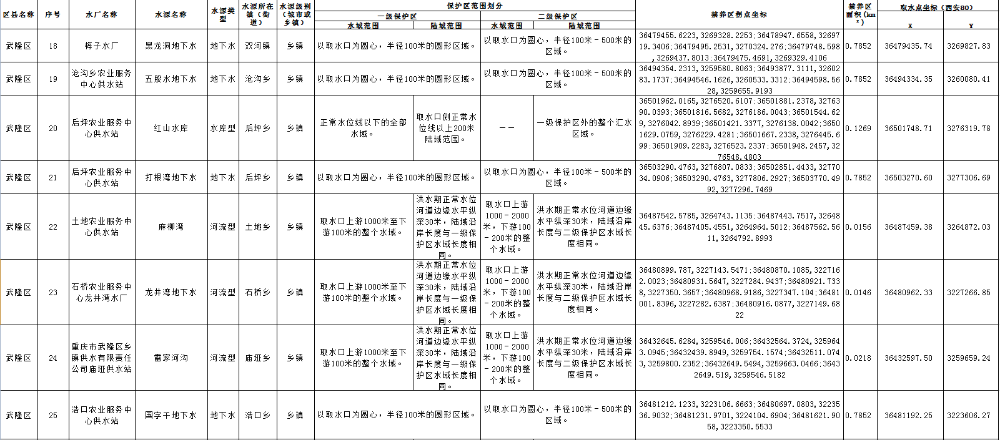 区县名称 序号 水厂名称 水源名称 水源类型 水源所在镇（街道） 水源级别（城市或乡镇） 保护区范围划分 禁养区拐点坐标 禁养区面积(km²) 取水点坐标（西安80）
一级保护区 二级保护区 X Y
水域范围 陆域范围 水域范围 陆域范围
武隆区 18 梅子水厂 黑龙洞地下水 地下水 双河镇 乡镇 以取水口为圆心，半径100米的圆形区域。 以取水口为圆心，半径100米－500米的
区域。
36479455.6223,3269328.2253;36478947.6558,32697
19.3406;36479495.2531,3270324.276;36479748.598
,3269437.8013;36479475.4691,3269329.4106
0.7852 36479435.74 3269827.83
武隆区 19 沧沟乡农业服务
中心供水站
五股水地下水 地下水 沧沟乡 乡镇 以取水口为圆心，半径100米的圆形区域。 以取水口为圆心，半径100米－500米的
区域。
36494354.2313,3259580.8063;36493877.3111,32602
83.1737;36494546.1626,3260533.3312;36494598.56
28,3259655.9193
0.7852 36494334.35 3260080.41
武隆区 20 后坪农业服务中
心供水站
红山水库 水库型 后坪乡 乡镇 正常水位线以下的全部
水域。
取水口侧正常水
位线以上200米
陆域范围。
－－
一级保护区外的整个汇水
区域。
36501962.0165,3276520.6107;36501881.2378,32763
90.0393;36501816.5682,3276186.0043;36501544.62
9,3276042.8939;36501421.3377,3276138.0042;3650
1629.0759,3276229.4281;36501667.2338,3276445.6
99;36501909.2283,3276523.2337;36501948.2457,32
76548.4803
0.1269 36501748.71 3276319.78
武隆区 21 后坪农业服务中
心供水站
打根湾地下水 地下水 后坪乡 乡镇 以取水口为圆心，半径100米的圆形区域。 以取水口为圆心，半径100米－500米的
区域。
36503290.4763,3276807.0833;36502851.4433,32770
34.0906;36503290.4763,3277806.2927;36503770.49
92,3277296.7469
0.7852 36503270.60 3277306.69
武隆区 22 土地农业服务中
心供水站
麻柳湾 河流型 土地乡 乡镇 取水口上游1000米至下
游100米的整个水域。
洪水期正常水位
河道边缘水平纵
深30米，陆域沿
岸长度与一级保
护区水域长度相
同。
取水口上游
1000－2000
米，下游100
－200米的整
个水域。
洪水期正常水位河道边缘
水平纵深30米，陆域沿岸
长度与二级保护区水域长
度相同。
36487542.5785,3264743.1135;36487443.7517,32648
45.6376;36487405.4551,3264964.5012;36487562.56
11,3264792.8993
0.0156 36487459.38 3264872.03
武隆区 23 石桥农业服务中
心龙井湾水厂
龙井湾地下水 河流型 石桥乡 乡镇 取水口上游1000米至下
游100米的整个水域。
洪水期正常水位
河道边缘水平纵
深30米，陆域沿
岸长度与一级保
护区水域长度相
同。
取水口上游
1000－2000
米，下游100
－200米的整
个水域。
洪水期正常水位河道边缘
水平纵深30米，陆域沿岸
长度与二级保护区水域长
度相同。
36480899.787,3227143.5471;36480870.1085,322716
2.0023;36480931.5647,3227284.9437;36480921.733
8,3227350.3657;36480968.9186,3227347.104;36481
001.8396,3227282.6387;36480916.0877,3227149.68
22
0.0146 36480962.33 3227266.85
武隆区 24 重庆市武隆区乡
镇供水有限责任
公司庙垭供水站
雷家河沟 河流型 庙垭乡 乡镇 取水口上游1000米至下
游100米的整个水域。
洪水期正常水位
河道边缘水平纵
深30米，陆域沿
岸长度与一级保
护区水域长度相
同。
取水口上游
1000－2000
米，下游100
－200米的整
个水域。
洪水期正常水位河道边缘
水平纵深30米，陆域沿岸
长度与二级保护区水域长
度相同。
36432645.6284,3259546.006;36432564.3724,325964
3.0945;36432439.8949,3259754.1574;36432511.074
3,3259800.2352;36432649.5494,3259663.0466;3643
2649.519,3259546.5182
0.0218 36432597.50 3259659.24
武隆区 25 浩口农业服务中
心供水站
国字千地下水 地下水 浩口乡 乡镇 以取水口为圆心，半径100米的圆形区域。 以取水口为圆心，半径100米－500米的
区域。
36481212.1233,3223106.6663;36480697.0803,32235
36.9032;36481231.9701,3224104.6904;36481621.90
58,3223350.5533
0.7852 36481192.25 3223606.27